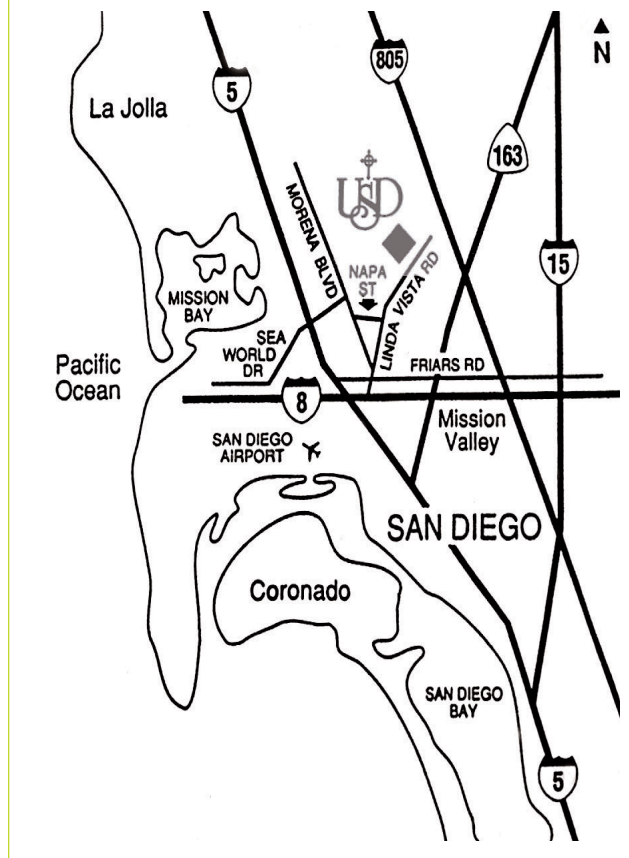 N
805
5
La Jolla
163
USD
MORENA BLVD
15
NAPA
ST
MISSION
BAY
LINDA VISTA RD
SEA
WORLD
DR
Pacific
Ocean
FRIARS RD
8
Mission
Valley
SAN DIEGO
AIRPORT
SAN DIEGO
Coronado
SAN DIEGO
BAY
5